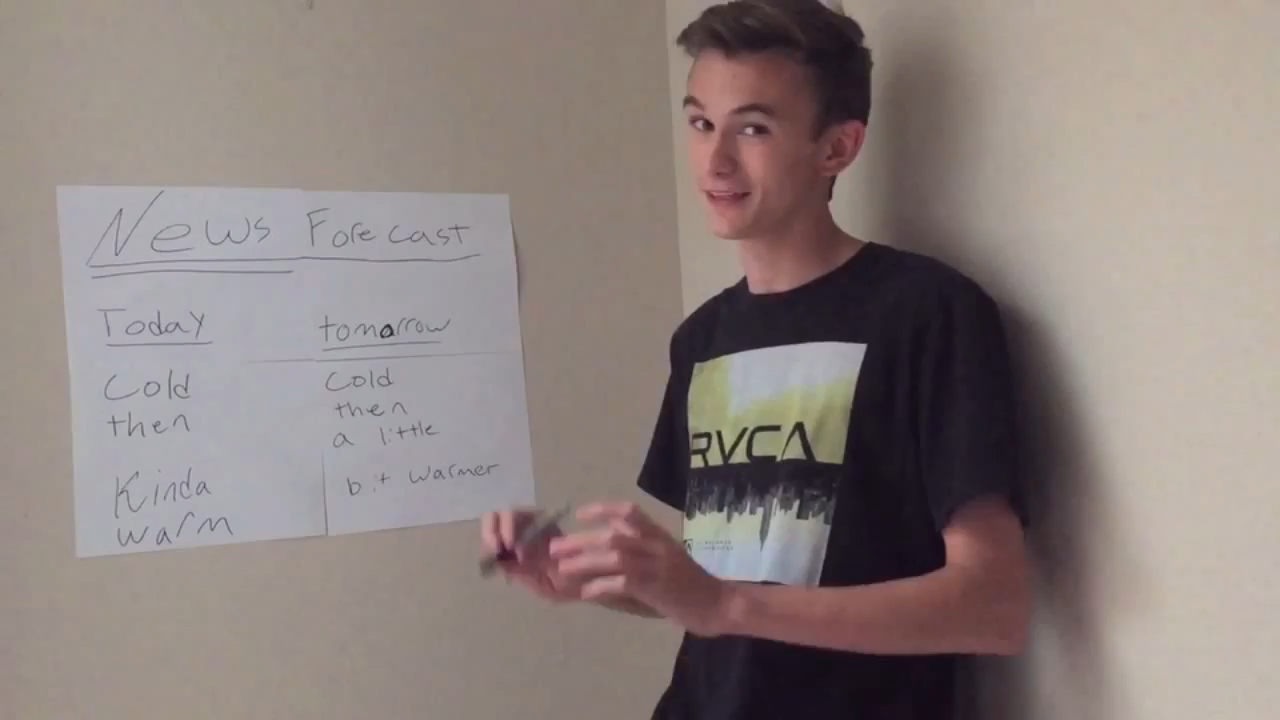 News Forecast
Today
Cold
then
Kinda
warm
tomorrow
Cold
then
a little
bit warmer
RVCA